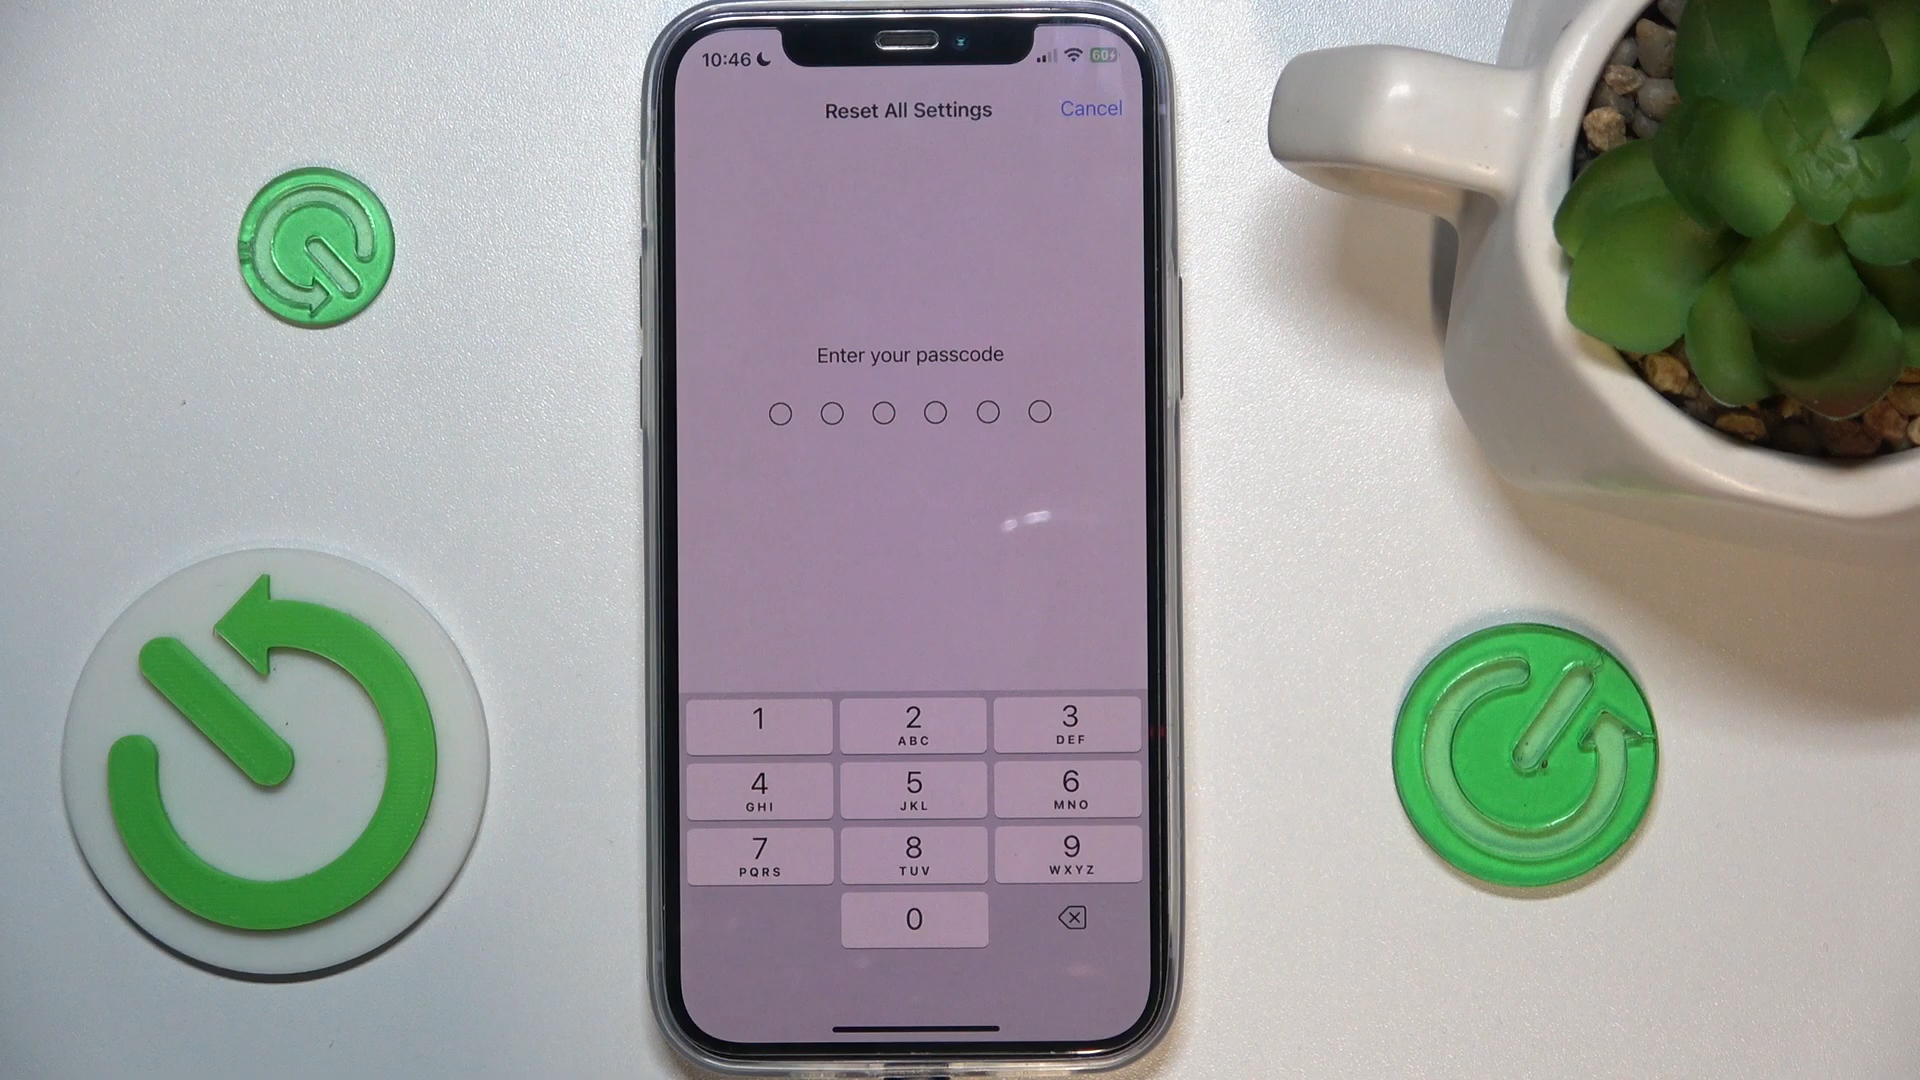 10:46
60
Reset All Settings
Cancel
Enter your passcode
1
2
3
ABC
DEF
4
5
6
GHI
JKL
MNO
7
8
9
PQRS
TUV
WXYZ
0